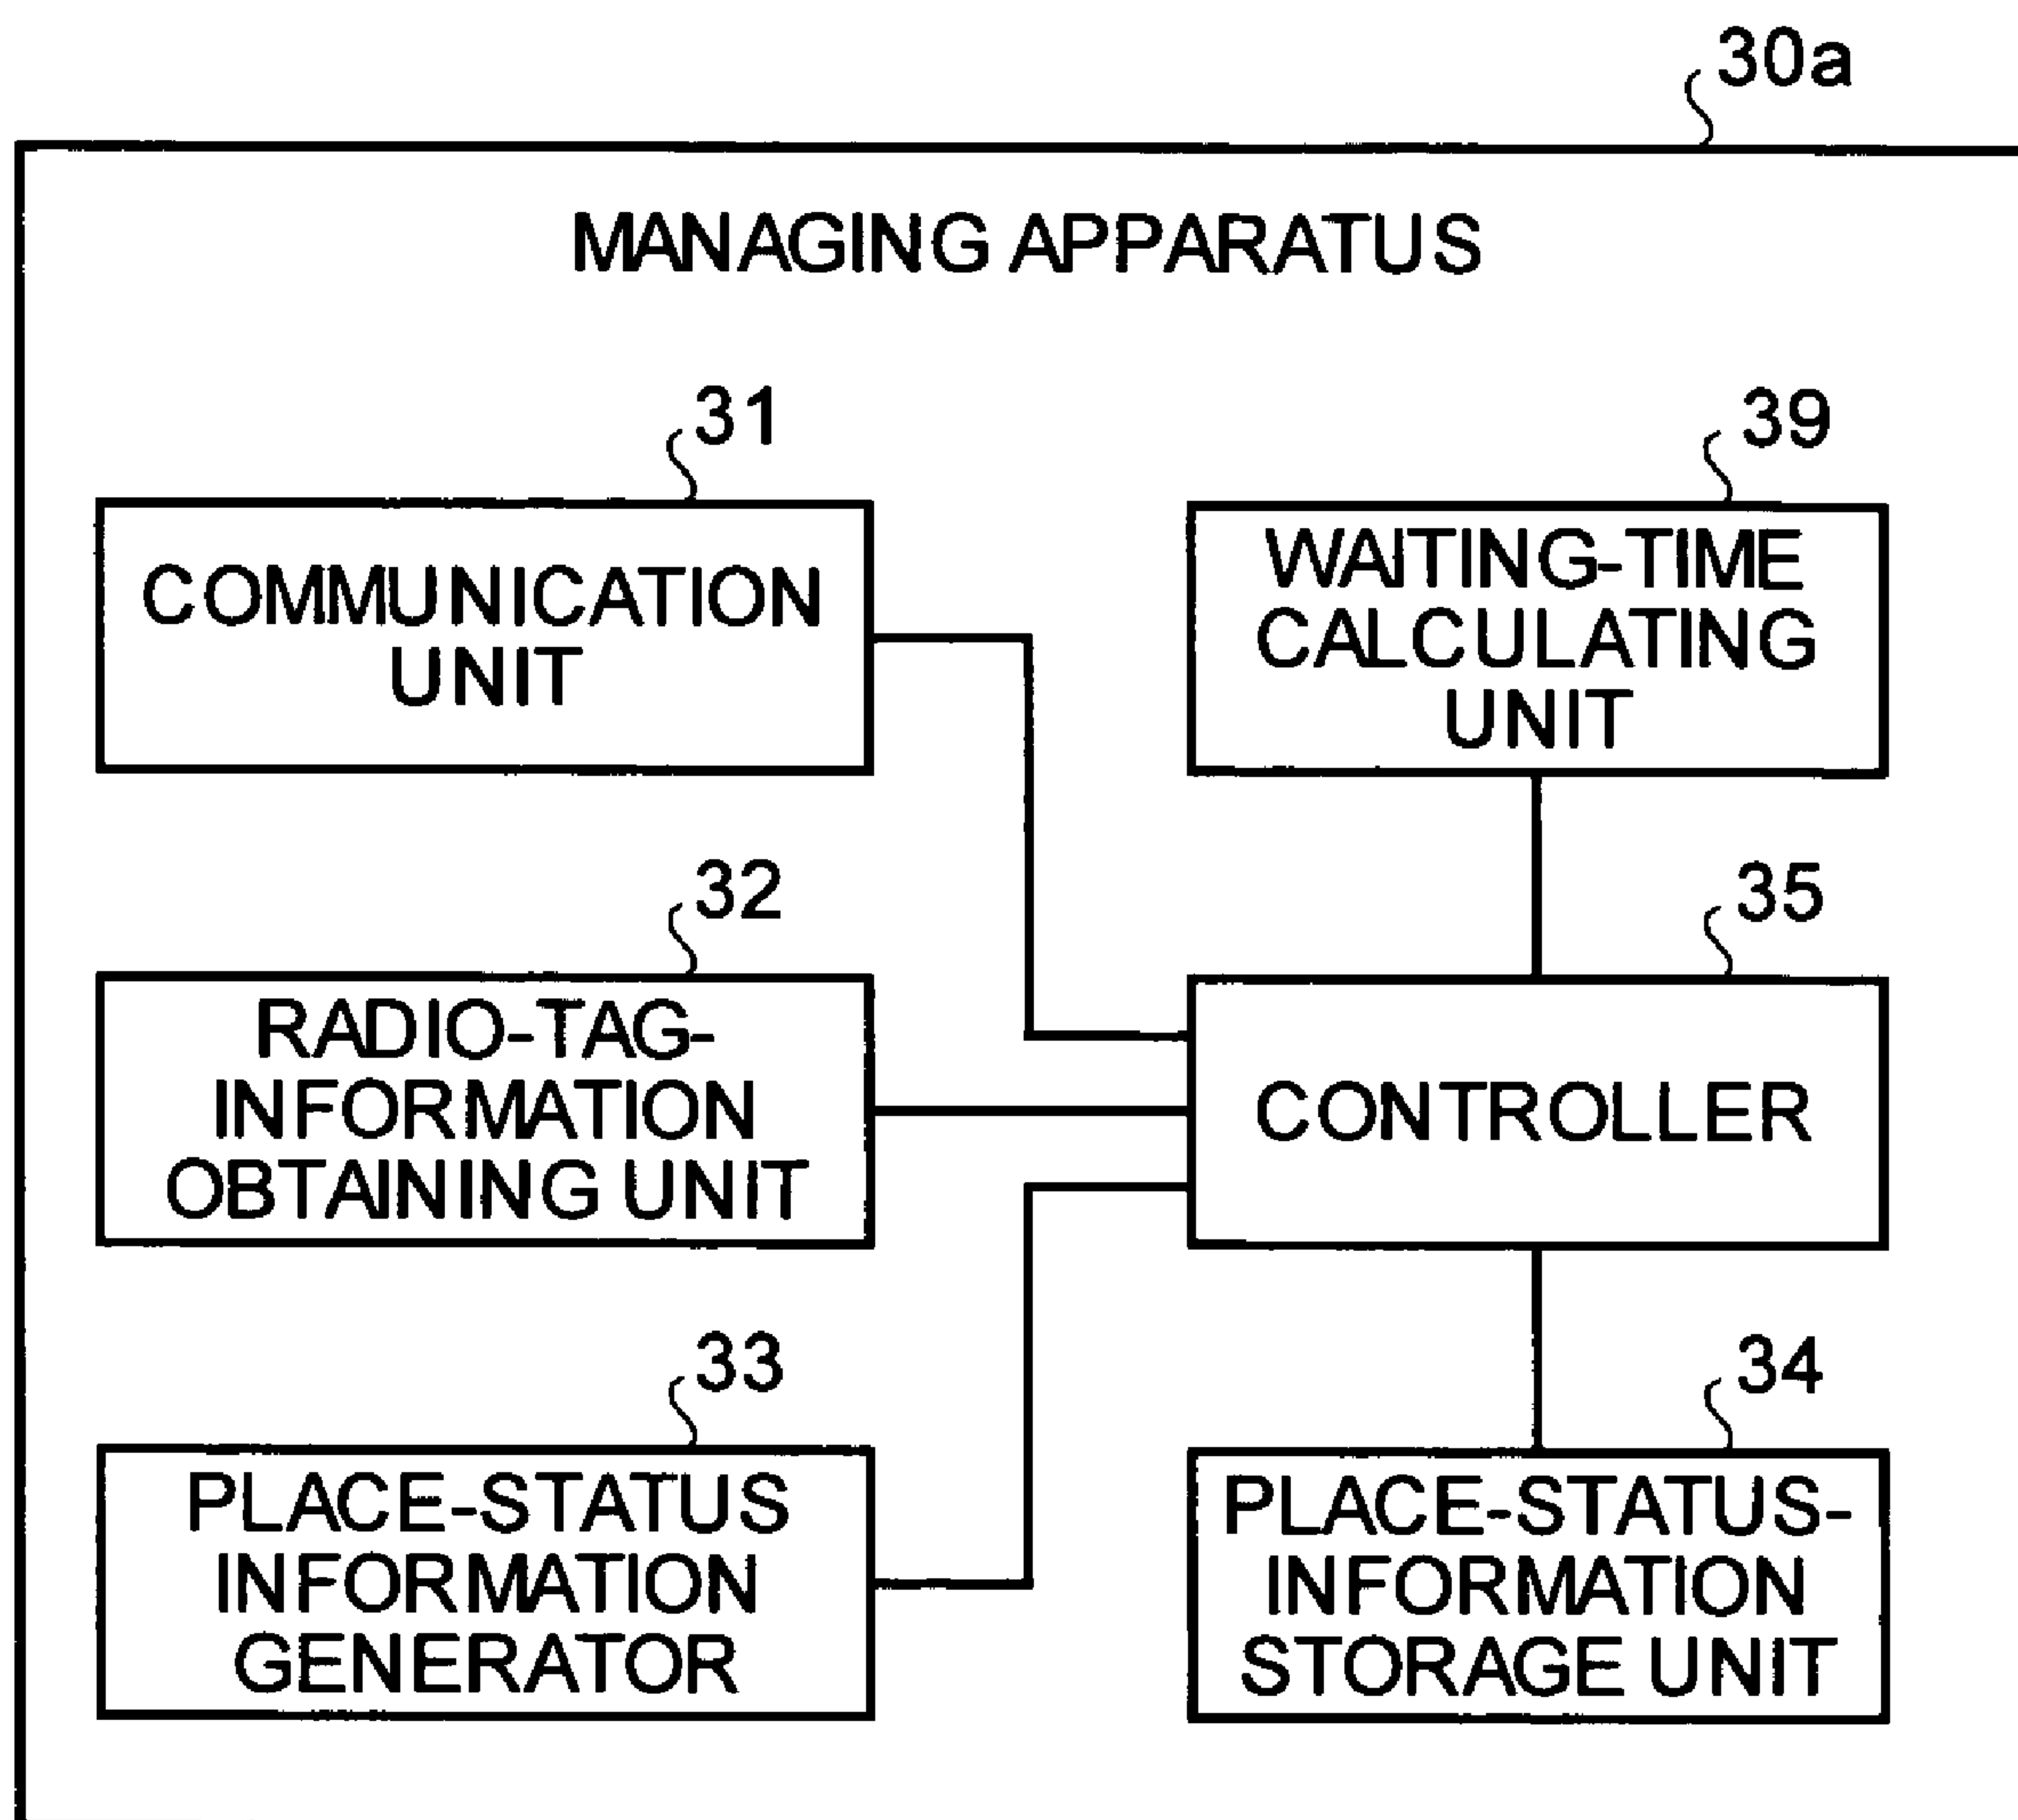 30a
MANAGING APPARATUS
31
COMMUNICATION
UNIT
39
WAITING-TIME
CALCULATING
UNIT
32
RADIO-TAG-
INFORMATION
OBTAINING UNIT
35
CONTROLLER
33
PLACE-STATUS
INFORMATION
GENERATOR
34
PLACE-STATUS-
INFORMATION
STORAGE UNIT